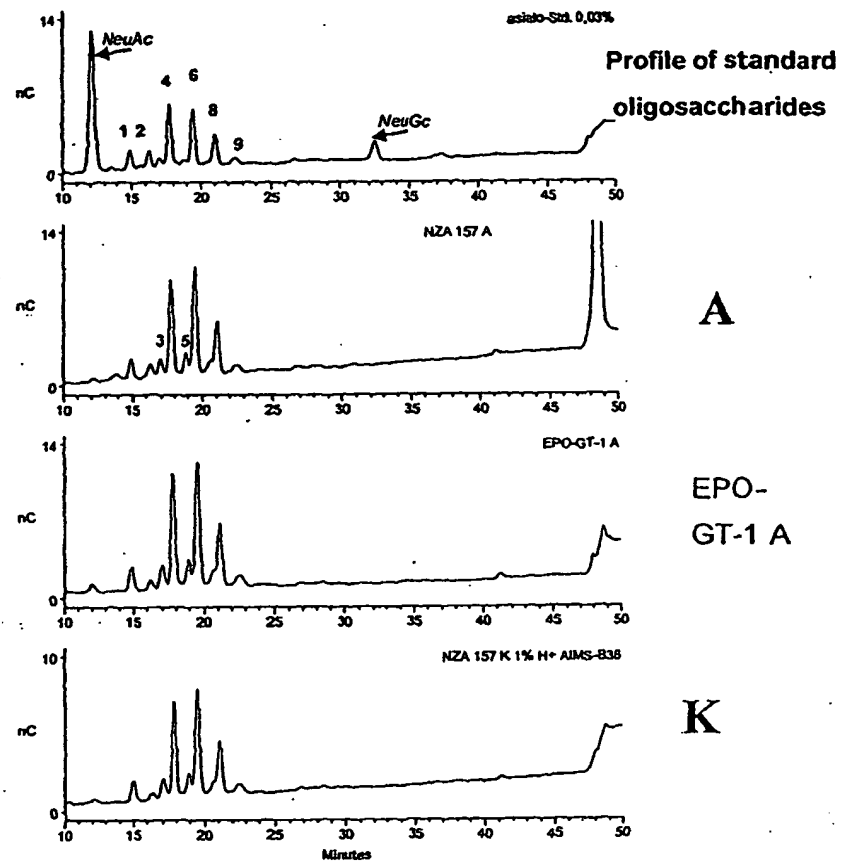 asialo-Std. 0,03%
NeuAc
Profile of standard
oligosaccharides
14
nC
0
1 2 4 6 8 9
NeuGc
10 15 20 25 30 35 40 45 50
NZA 157 A
14
nC
0
3 5
A
10 15 20 25 30 35 40 45 50
EPO-GT-1 A
14
nC
0
EPO-
GT-1 A
10 15 20 25 30 35 40 45 50
NZA 157 K 1% H+ AIMS-B38
10
nC
0
K
10 15 20 25 30 35 40 45 50
Minutes